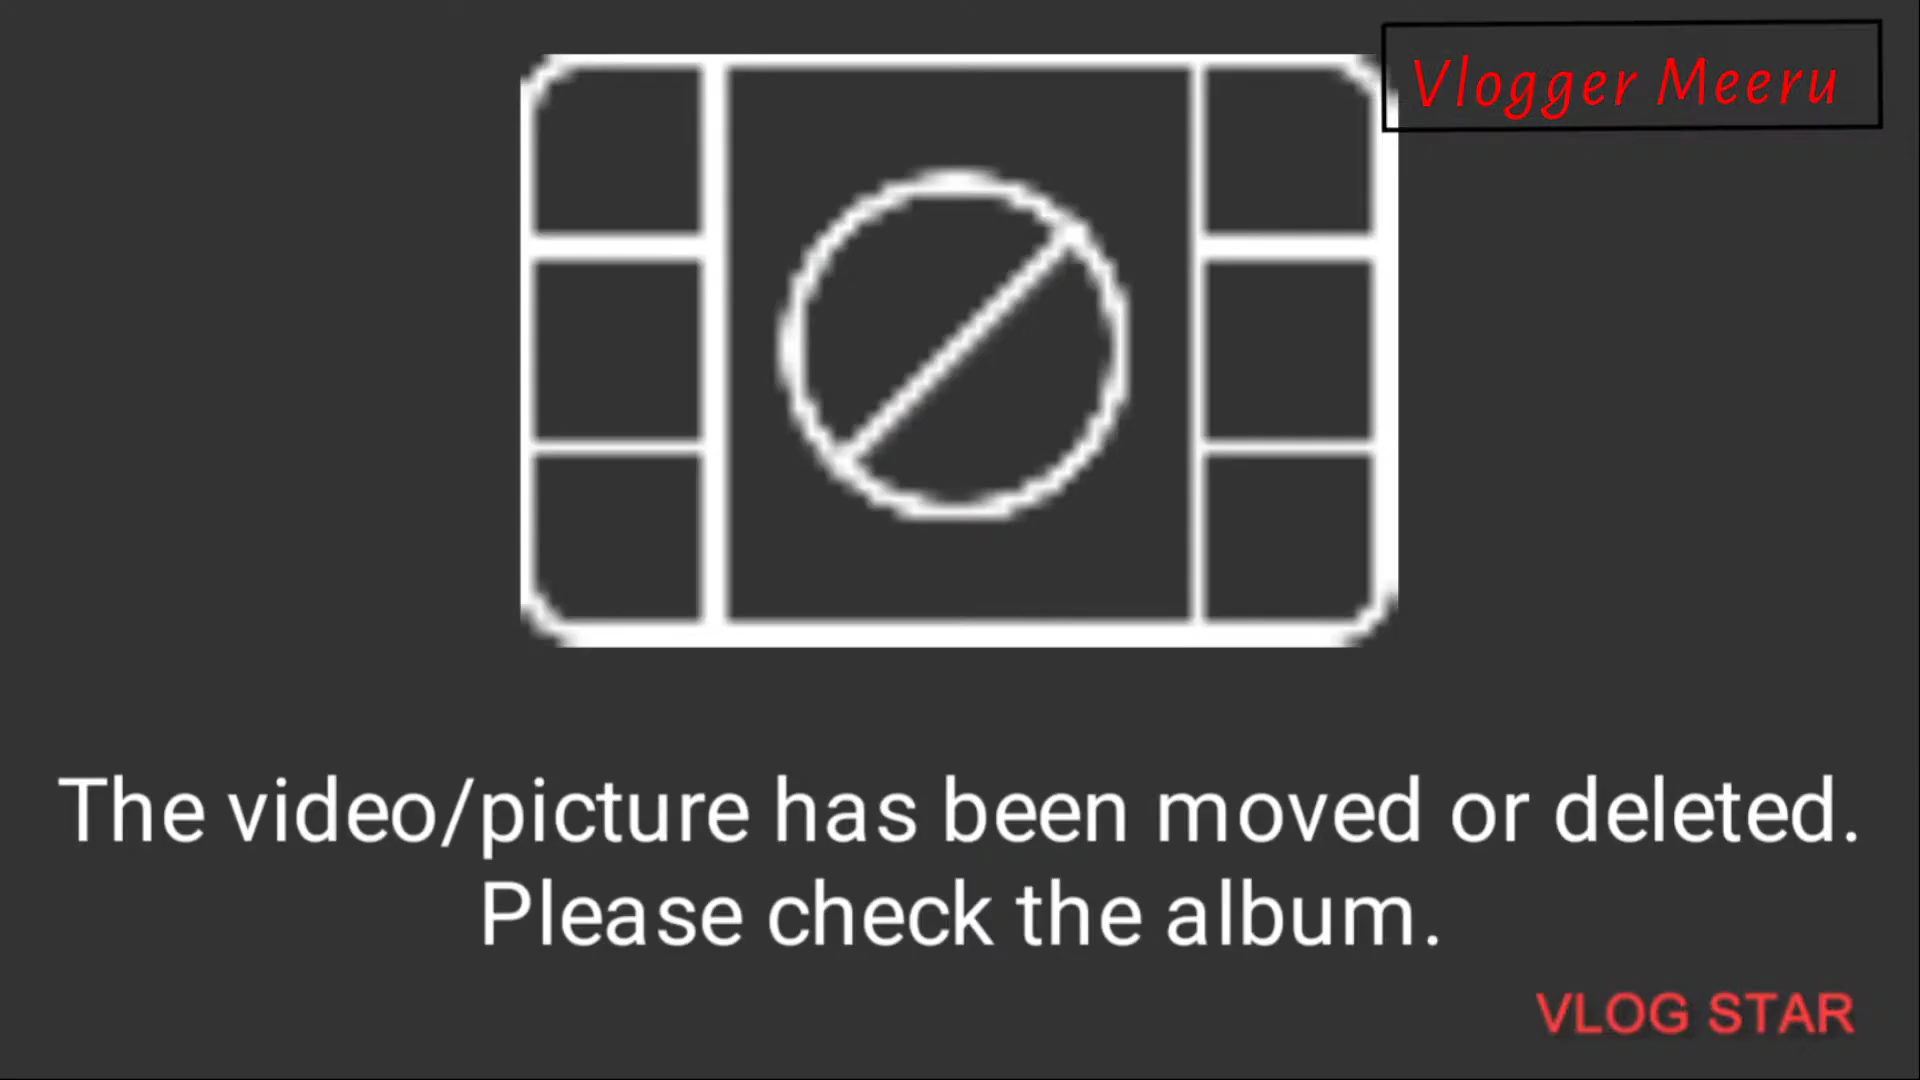 Vlogger Meeru
The video/picture has been moved or deleted.
Please check the album.
VLOG STAR